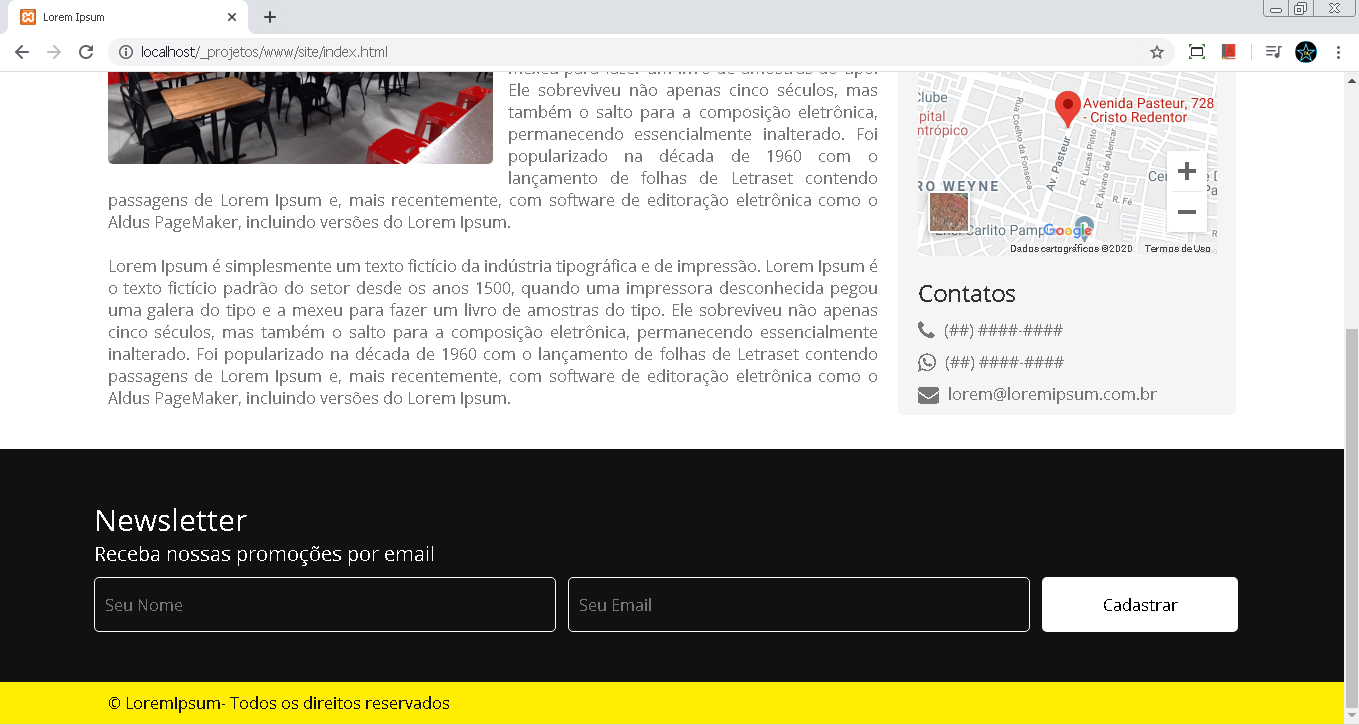 Lorem Ipsum
localhost/_projetos/www/site/index.html
mexeu para fazer um livro de amostras do tipo.
Ele sobreviveu não apenas cinco séculos, mas
também o salto para a composição eletrônica,
permanecendo essencialmente inalterado. Foi
popularizado na década de 1960 com o
lançamento de folhas de Letraset contendo
passagens de Lorem Ipsum e, mais recentemente, com software de editoração eletrônica como o
Aldus PageMaker, incluindo versões do Lorem Ipsum.
Lorem Ipsum é simplesmente um texto fictício da indústria tipográfica e de impressão. Lorem Ipsum é
o texto fictício padrão do setor desde os anos 1500, quando uma impressora desconhecida pegou
uma galera do tipo e a mexeu para fazer um livro de amostras do tipo. Ele sobreviveu não apenas
cinco séculos, mas também o salto para a composição eletrônica, permanecendo essencialmente
inalterado. Foi popularizado na década de 1960 com o lançamento de folhas de Letraset contendo
passagens de Lorem Ipsum e, mais recentemente, com software de editoração eletrônica como o
Aldus PageMaker, incluindo versões do Lorem Ipsum.
Clube
pital
ntrópico
Avenida Pasteur, 728
- Cristo Redentor
Rua Coelho da Fonseca
Av. Pasteur
R. Lucas Pinto
R. Álvaro de Alencar
R. Fé
RO WEYNE
Carlito Pamp
Google
Dados cartográficos ©2020
Termos de Uso
Contatos
(##) ####-####
(##) ####-####
lorem@loremipsum.com.br
Newsletter
Receba nossas promoções por email
Seu Nome
Seu Email
Cadastrar
© LoremIpsum- Todos os direitos reservados